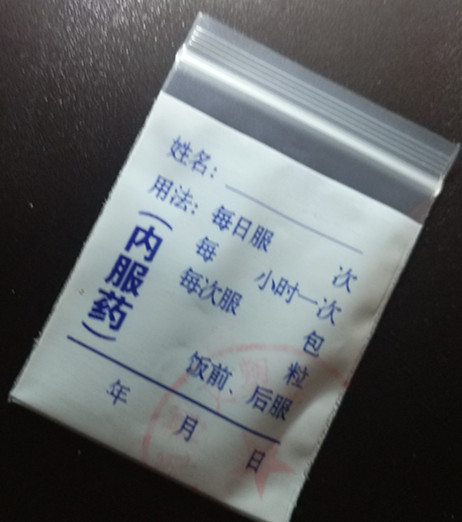 姓名：
用法：每日服 次
每 小时一次
每次服 包
粒
饭前、后服
（内服药）
年 月 日